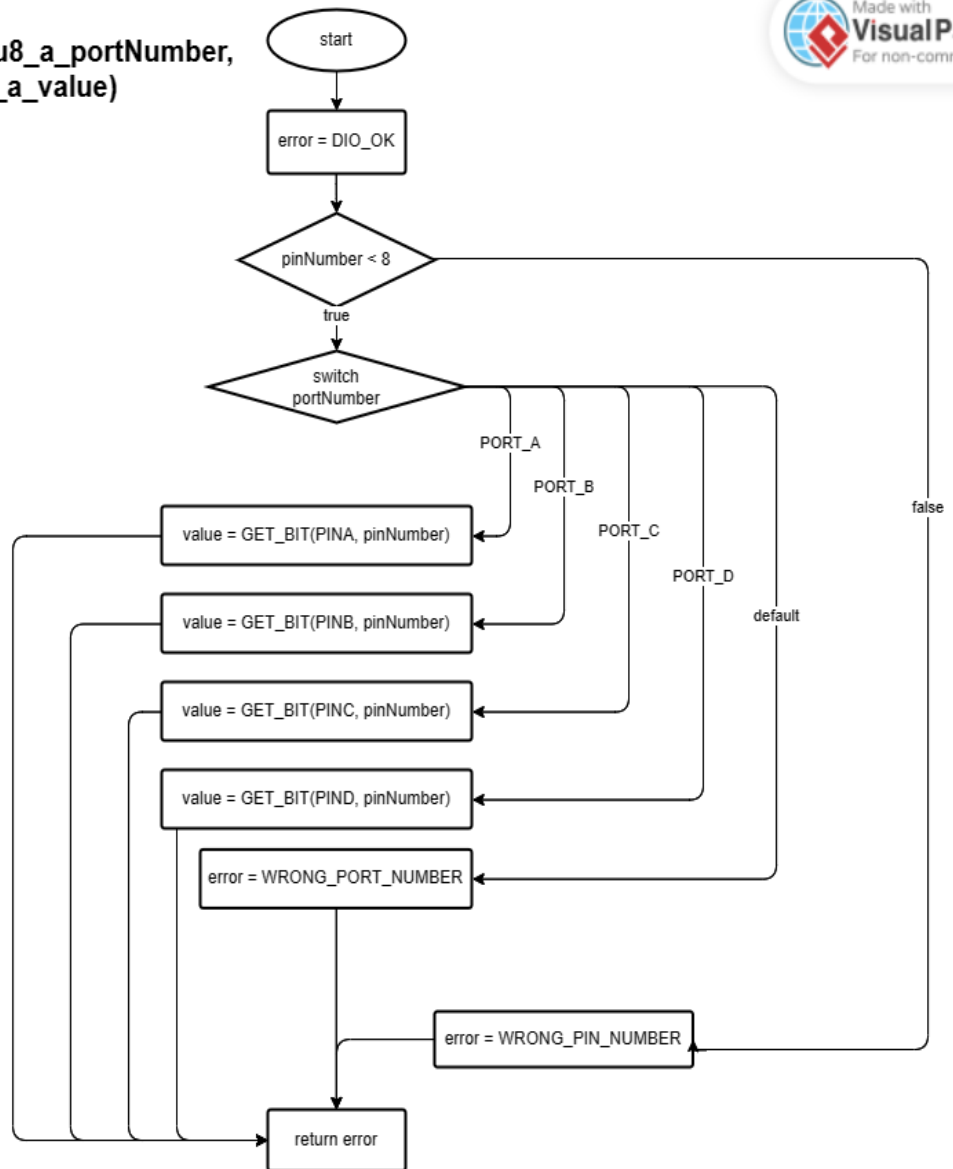 u8_a_portNumber,
_a_value)
Made with
Visual P
For non-comm
start
error = DIO_OK
pinNumber < 8
true
switch
portNumber
PORT_A
PORT_B
PORT_C
PORT_D
default
false
value = GET_BIT(PINA, pinNumber)
value = GET_BIT(PINB, pinNumber)
value = GET_BIT(PINC, pinNumber)
value = GET_BIT(PIND, pinNumber)
error = WRONG_PORT_NUMBER
error = WRONG_PIN_NUMBER
return error